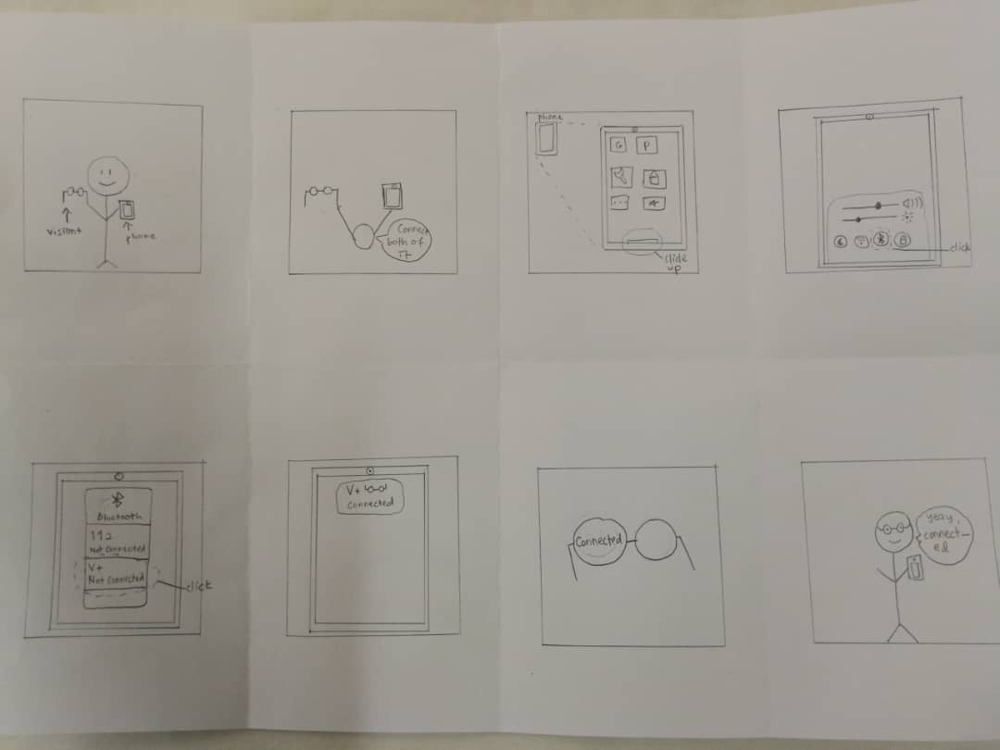 Vision+
phone
Connect
both of
It
phone
G
P
slide
up
click
Bluetooth
112
Not Connected
V+
Not Connected
click
V+
Connected
Connected
yeay,
connect-
ed